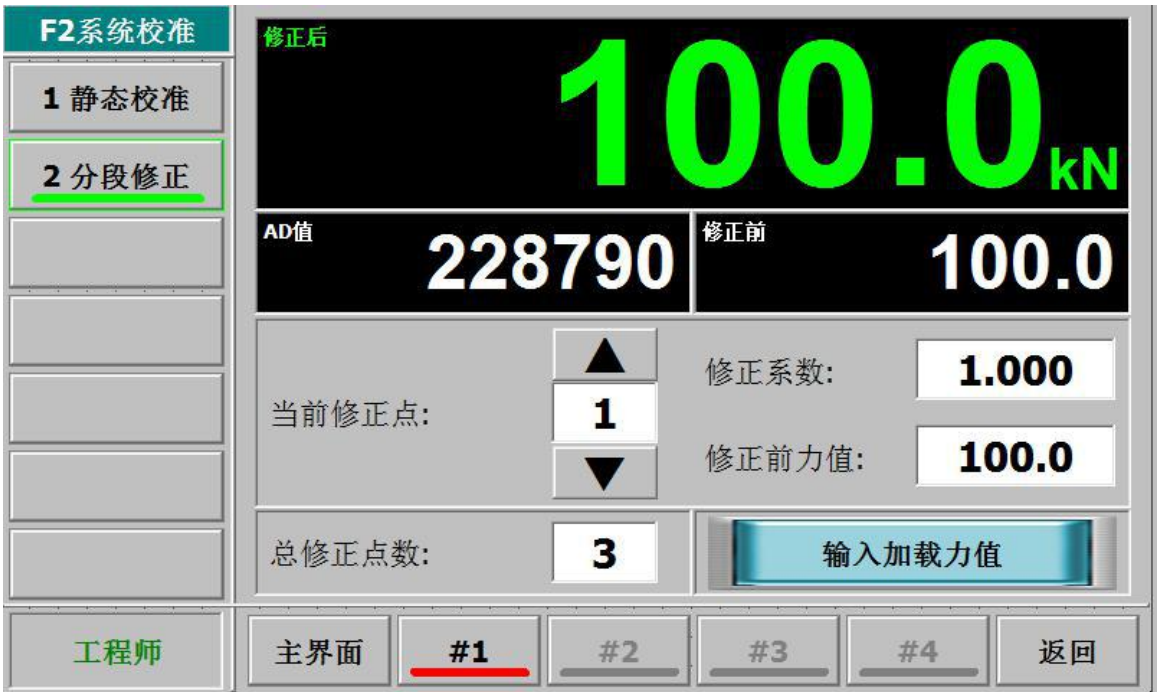 F2系统校准
1 静态校准
2 分段修正
修正后
100.0 kN
AD值
228790
修正前
100.0
当前修正点:
1
修正系数:
1.000
修正前力值:
100.0
总修正点数:
3
输入加载力值
工程师
主界面
#1
#2
#3
#4
返回